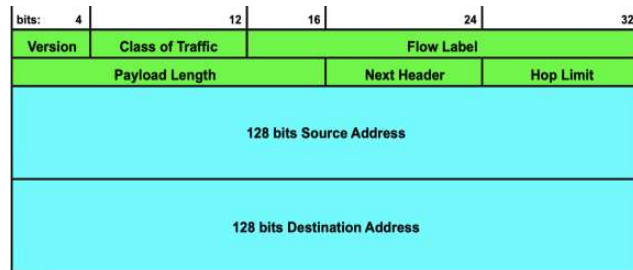 bits: 4 12 16 24 32
Version Class of Traffic Flow Label
Payload Length Next Header Hop Limit
128 bits Source Address
128 bits Destination Address